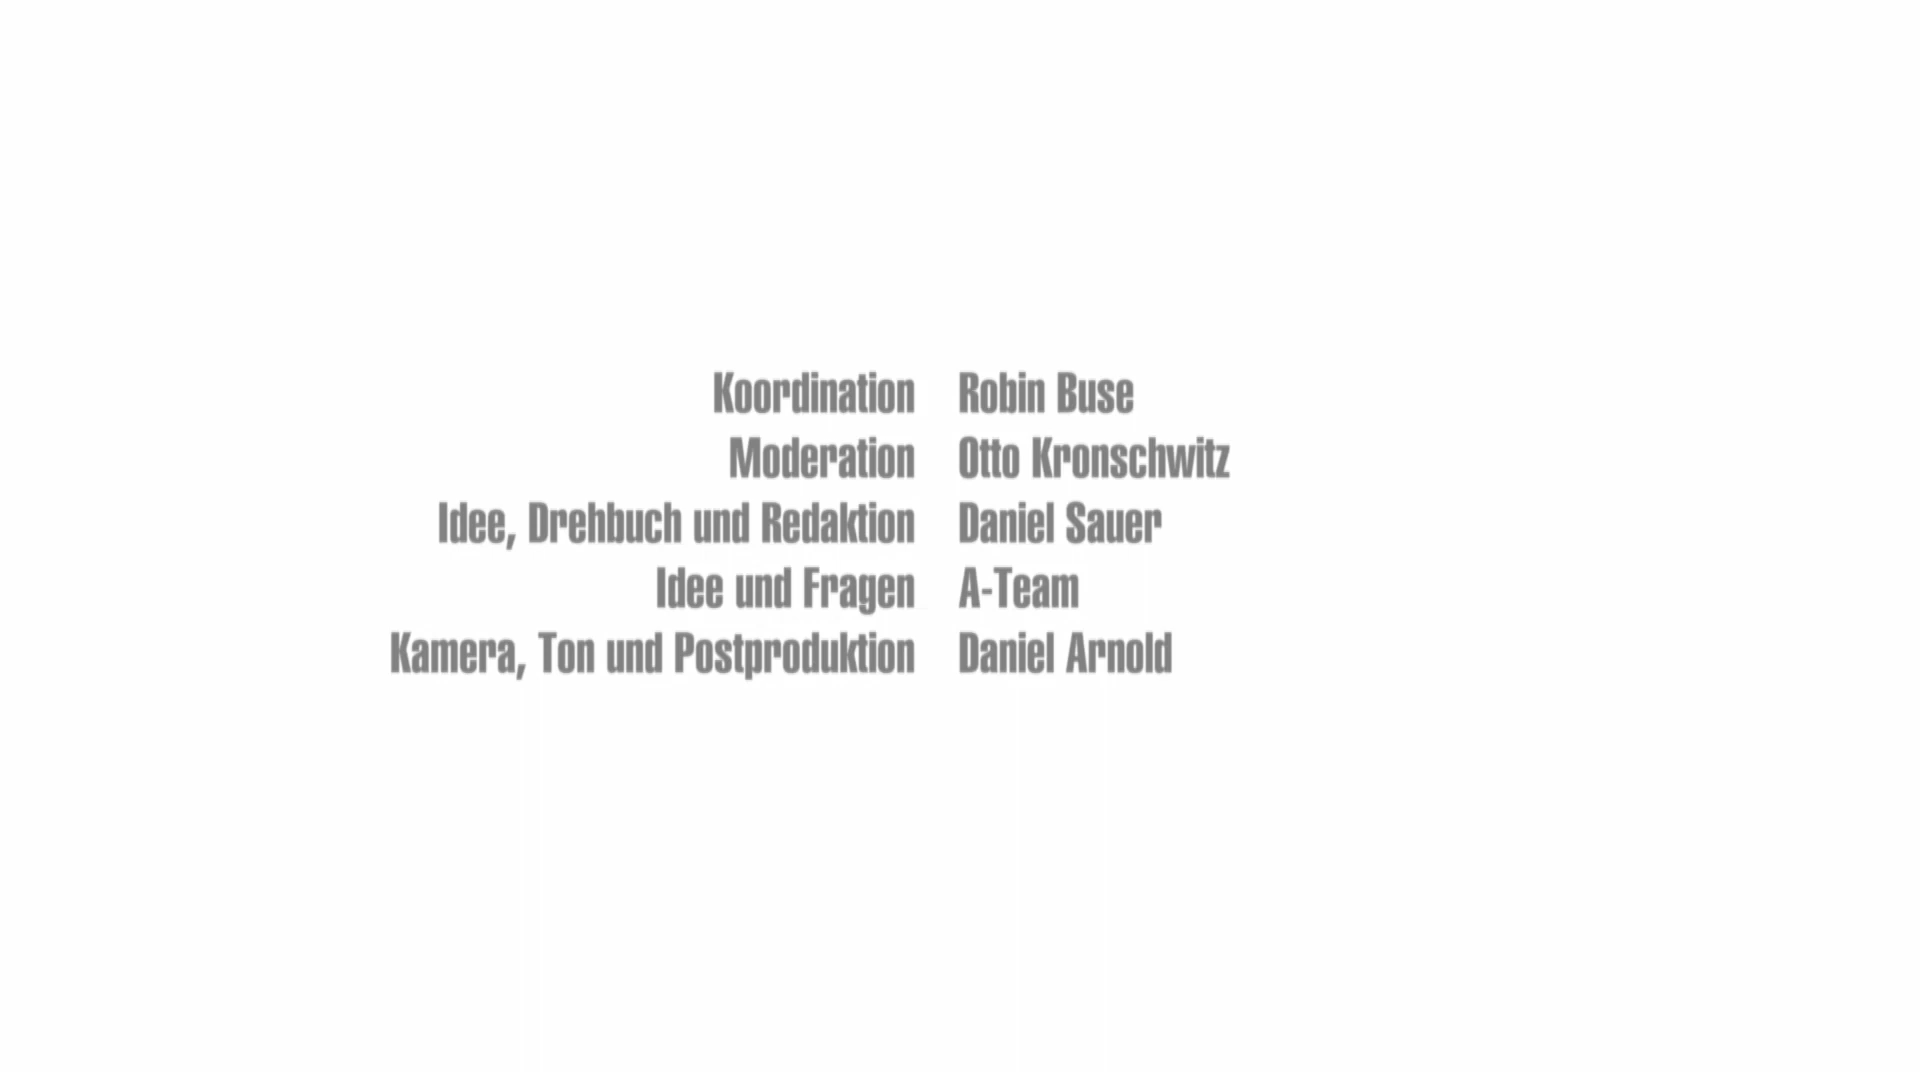 Koordination Robin Buse
Moderation Otto Kronschwitz
Idee, Drehbuch und Redaktion Daniel Sauer
Idee und Fragen A-Team
Kamera, Ton und Postproduktion Daniel Arnold